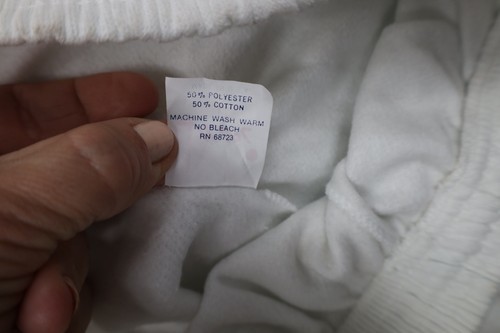 50% POLYESTER
50% COTTON
MACHINE WASH WARM
NO BLEACH
RN 68723